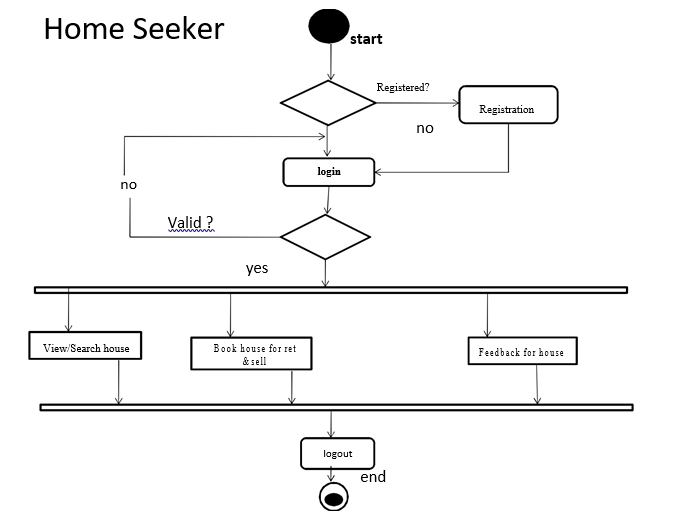 Home Seeker
start
Registered?
Registration
no
login
no
Valid ?
yes
View/Search house
Book house for ret
& sell
Feedback for house
logout
end